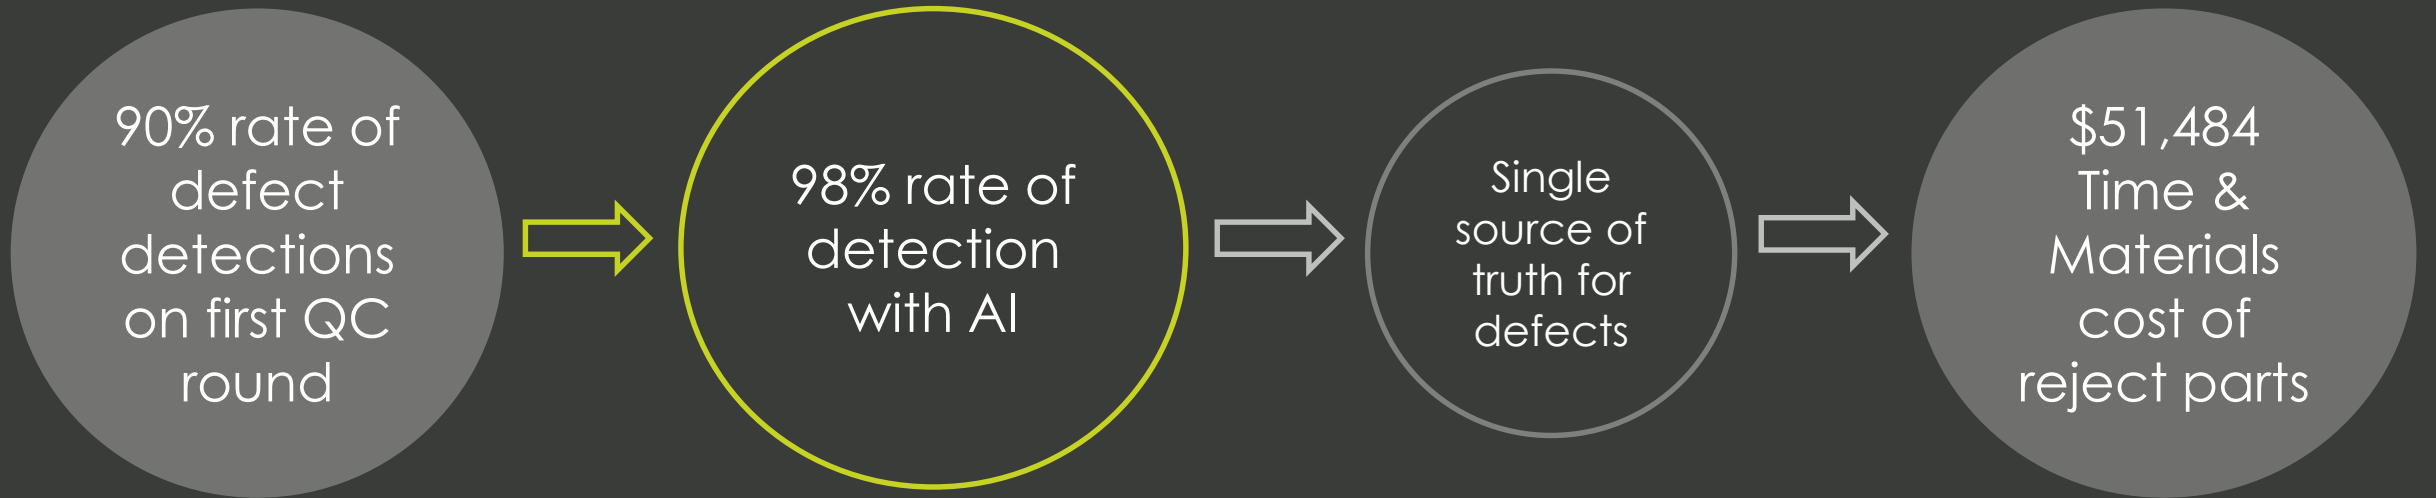 90% rate of
defect
detections
on first QC
round
98% rate of
detection
with AI
Single
source of
truth for
defects
$51,484
Time &
Materials
cost of
reject parts